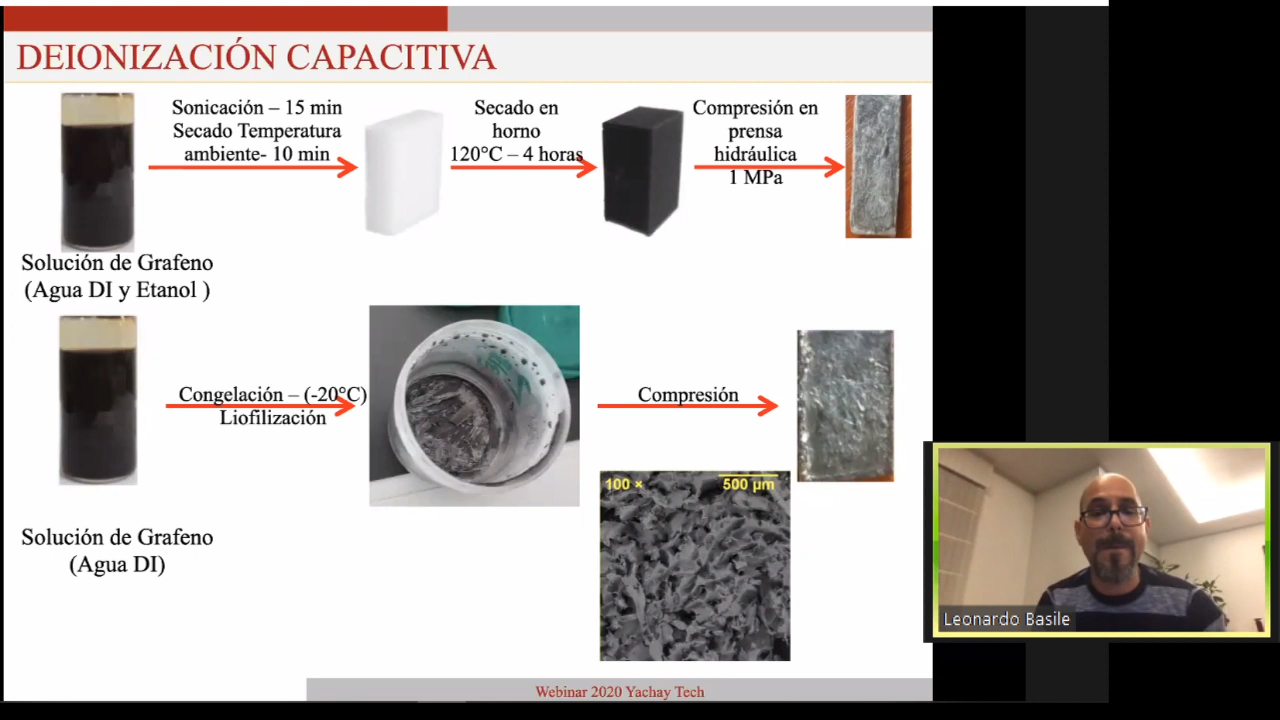 DEIONIZACIÓN CAPACITIVA
Sonicación – 15 min
Secado Temperatura
ambiente- 10 min
Secado en
horno
120°C – 4 horas
Compresión en
prensa
hidráulica
1 MPa
Solución de Grafeno
(Agua DI y Etanol )
Congelación – (-20°C)
Liofilización
Compresión
100 ×
500 µm
Solución de Grafeno
(Agua DI)
Leonardo Basile
Webinar 2020 Yachay Tech